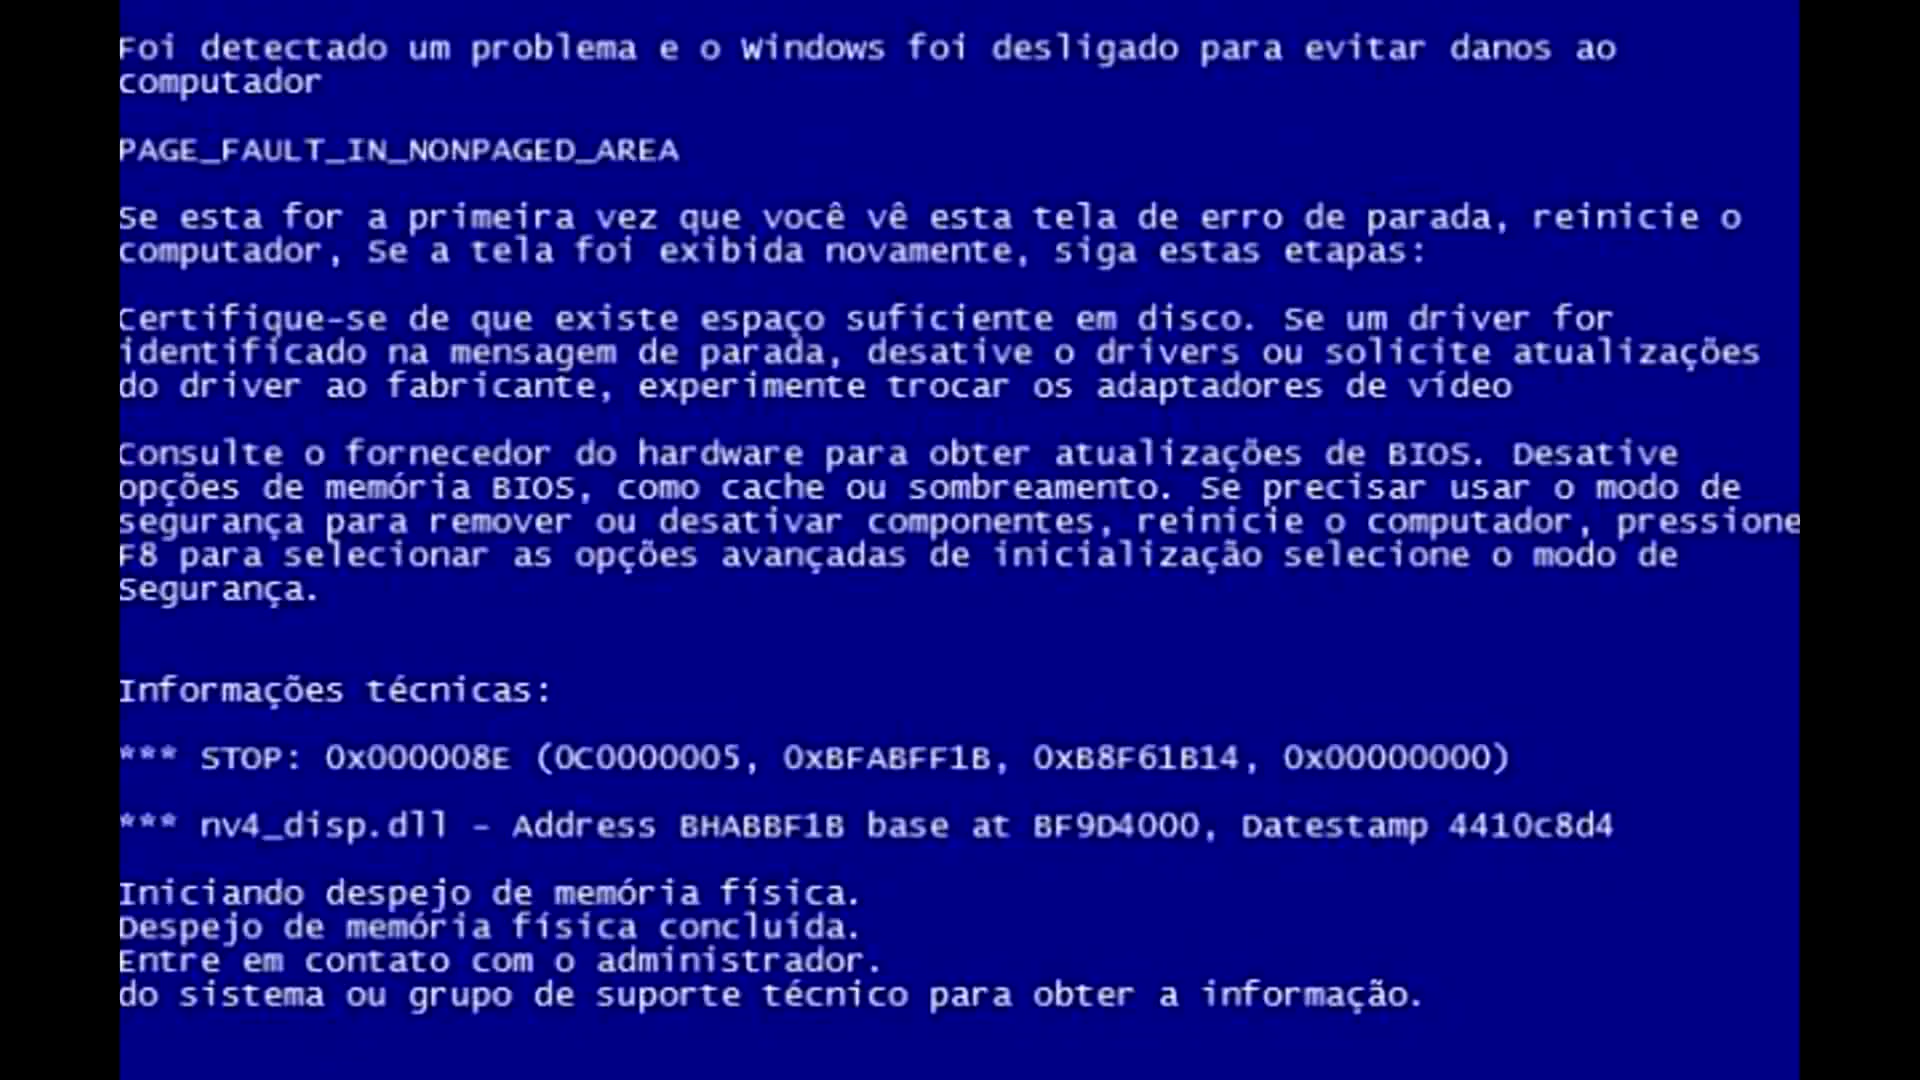 Foi detectado um problema e o Windows foi desligado para evitar danos ao
computador
PAGE_FAULT_IN_NONPAGED_AREA
Se esta for a primeira vez que você vê esta tela de erro de parada, reinicie o
computador, Se a tela foi exibida novamente, siga estas etapas:
Certifique-se de que existe espaço suficiente em disco. Se um driver for
identificado na mensagem de parada, desative o drivers ou solicite atualizações
do driver ao fabricante, experimente trocar os adaptadores de vídeo
Consulte o fornecedor do hardware para obter atualizações de BIOS. Desative
opções de memória BIOS, como cache ou sombreamento. Se precisar usar o modo de
segurança para remover ou desativar componentes, reinicie o computador, pressione
F8 para selecionar as opções avançadas de inicialização selecione o modo de
Segurança.
Informações técnicas:
*** STOP: 0x000008E (0C0000005, 0xBFABFF1B, 0xB8F61B14, 0x00000000)
*** nv4_disp.dll - Address BHABBF1B base at BF9D4000, Datestamp 4410c8d4
Iniciando despejo de memória física.
Despejo de memória física concluída.
Entre em contato com o administrador.
do sistema ou grupo de suporte técnico para obter a informação.